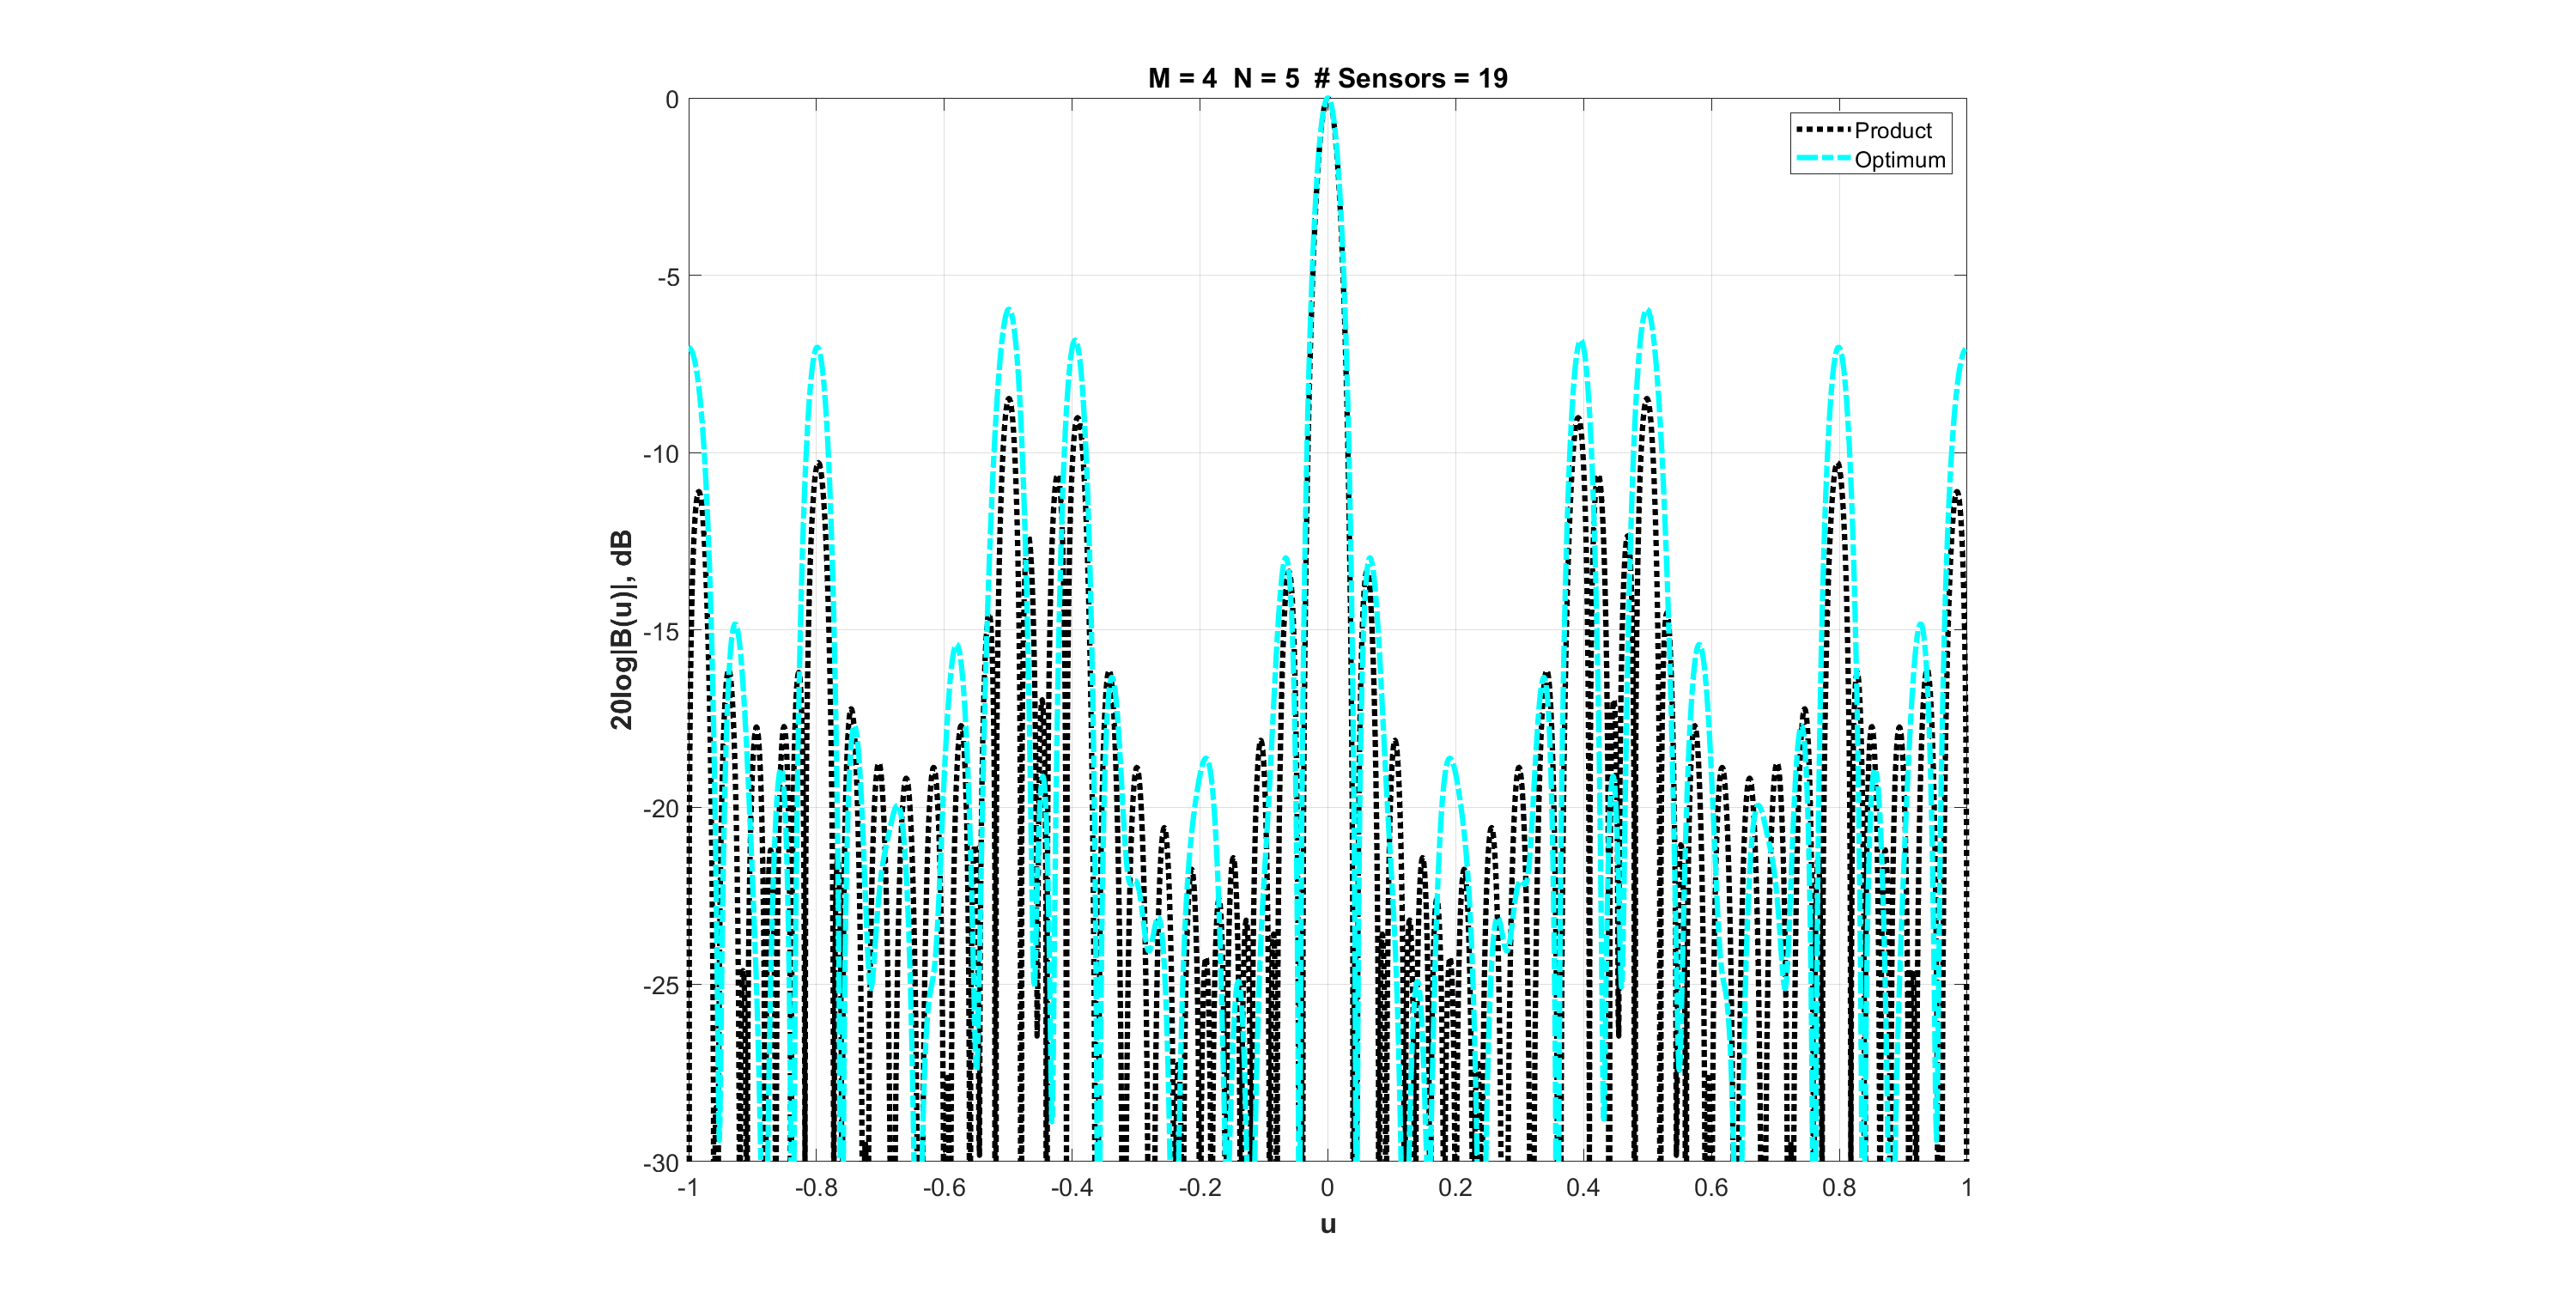 M = 4 N = 5 # Sensors = 19
Product
Optimum
20log|B(u)|, dB
0
-5
-10
-15
-20
-25
-30
-1 -0.8 -0.6 -0.4 -0.2 0 0.2 0.4 0.6 0.8 1
u